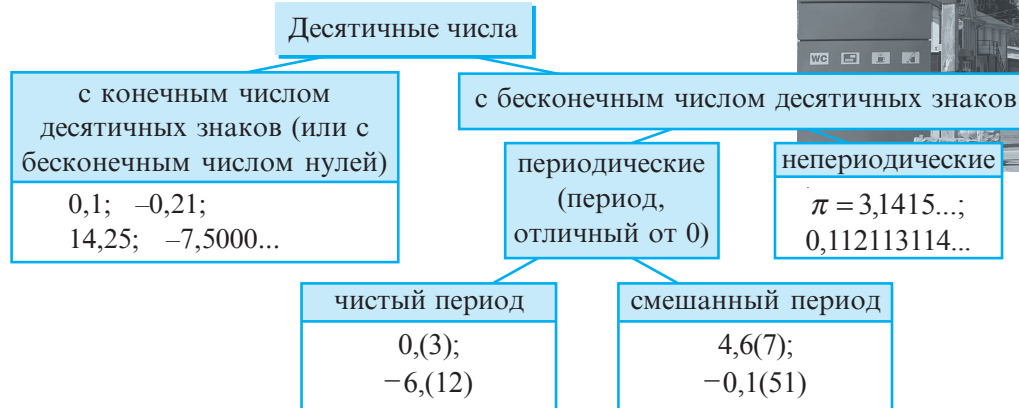 Десятичные числа
WC
с конечным числом
десятичных знаков (или с
бесконечным числом нулей)
0,1; –0,21;
14,25; –7,5000...
с бесконечным числом десятичных знаков
периодические
(период,
отличный от 0)
непериодические
π = 3,1415...;
0,112113114...
чистый период
0,(3);
−6,(12)
смешанный период
4,6(7);
−0,1(51)